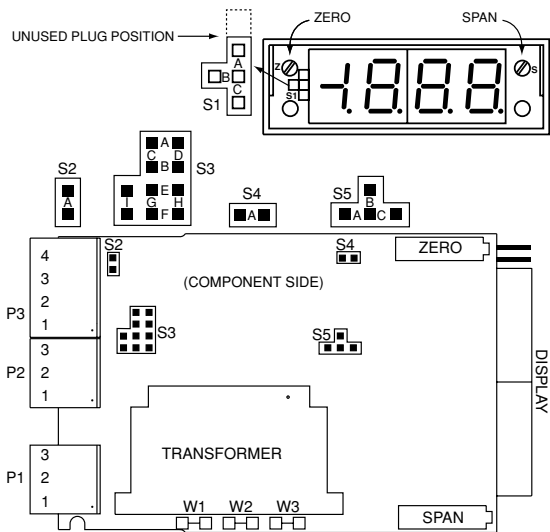 ZERO
SPAN
UNUSED PLUG POSITION
A
B
C
S1
Z
S1
S
-1.8.8.8
S2
A
C A D
B
I
E
G H
F
S3
S4
A
S5
B
A C
4
3
2
1
P3
3
2
1
P2
3
2
1
P1
S2
S4
ZERO
(COMPONENT SIDE)
S3
S5
DISPLAY
TRANSFORMER
W1 W2 W3
SPAN